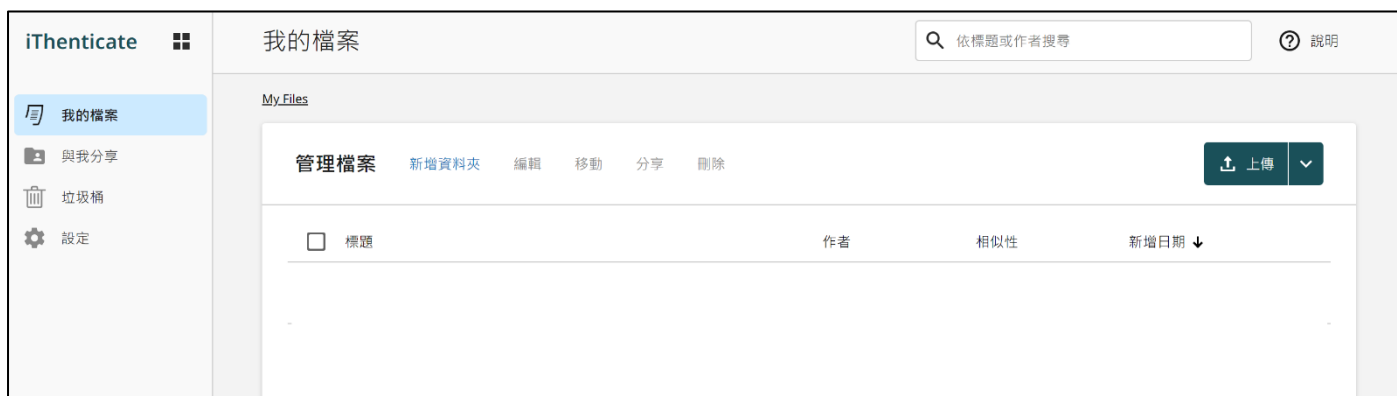 iThenticate
我的檔案
依標題或作者搜尋
說明
我的檔案
與我分享
垃圾桶
設定
My Files
管理檔案 新增資料夾 編輯 移動 分享 刪除
上傳
標題 作者 相似性 新增日期